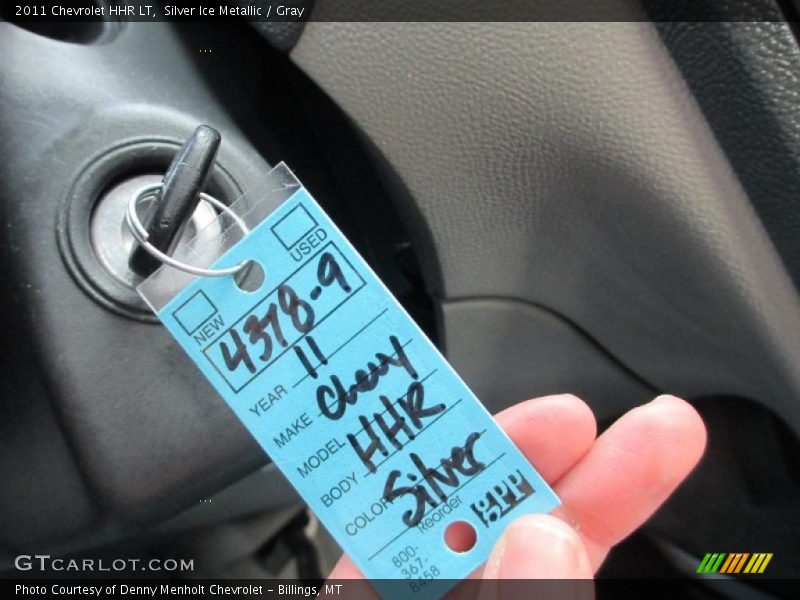 2011 Chevrolet HHR LT,  Silver Ice Metallic / Gray
NEW USED
4378-9
YEAR 11
MAKE Chevy
MODEL HHR
BODY
COLOR Silver
Reorder
800-
367-
8458
GTCARLOT.COM
Photo Courtesy of Denny Menholt Chevrolet - Billings, MT